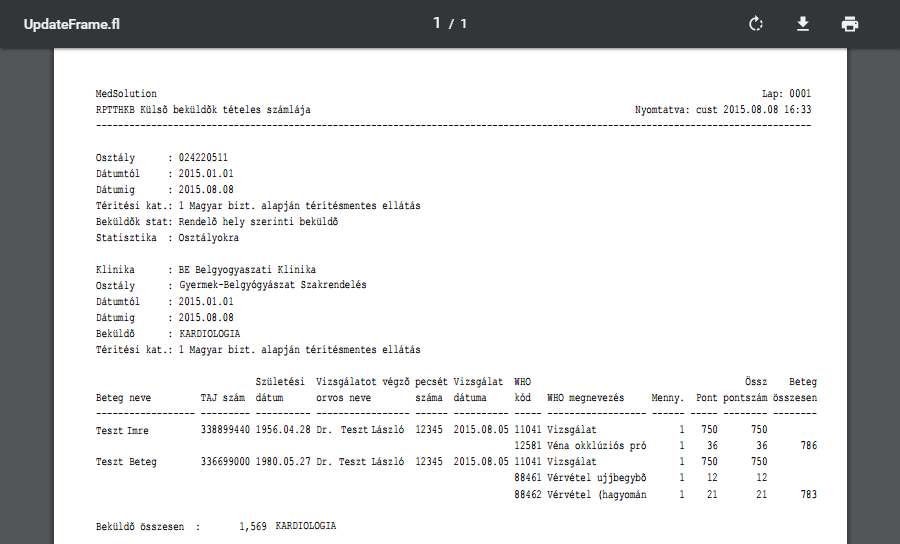 UpdateFrame.fl 1 / 1
MedSolution Lap: 0001
RPTTHKB Külső beküldők tételes számlája Nyomtatva: cust 2015.08.08 16:33
Osztály : 024220511
Dátumtól : 2015.01.01
Dátumig : 2015.08.08
Térítési kat.: 1 Magyar bizt. alapján térítésmentes ellátás
Beküldők stat: Rendelő hely szerinti beküldő
Statisztika : Osztályokra
Klinika : BE Belgyogyaszati Klinika
Osztály : Gyermek-Belgyógyászat Szakrendelés
Dátumtól : 2015.01.01
Dátumig : 2015.08.08
Beküldő : KARDIOLOGIA
Térítési kat.: 1 Magyar bizt. alapján térítésmentes ellátás
Születési Vizsgálatot végző pecsét Vizsgálat WHO Össz Beteg
Beteg neve TAJ szám dátum orvos neve száma dátuma kód WHO megnevezés Menny. Pont pontszám összesen
Teszt Imre 338899440 1956.04.28 Dr. Teszt László 12345 2015.08.05 11041 Vizsgálat 1 750 750
12581 Véna okklúziós pró 1 36 36 786
Teszt Beteg 336699000 1980.05.27 Dr. Teszt László 12345 2015.08.05 11041 Vizsgálat 1 750 750
88461 Vérvétel ujjbegybő 1 12 12
88462 Vérvétel (hagyomán 1 21 21 783
Beküldő összesen : 1,569 KARDIOLOGIA